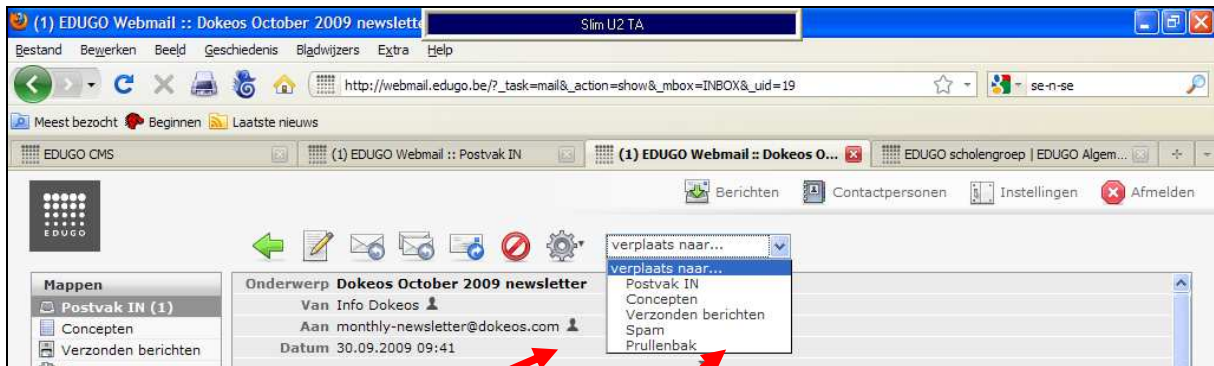 (1) EDUGO Webmail :: Dokeos October 2009 newslette
Slim U2 TA
Bestand Bewerken Beeld Geschiedenis Bladwijzers Extra Help
http://webmail.edugo.be/?_task=mail&_action=show&_mbox=INBOX&_uid=19
se-n-se
Meest bezocht Beginnen Laatste nieuws
EDUGO CMS
(1) EDUGO Webmail :: Postvak IN
(1) EDUGO Webmail :: Dokeos O...
EDUGO scholengroep | EDUGO Algem...
EDUGO
Berichten Contactpersonen Instellingen Afmelden
verplaats naar...
verplaats naar...
Postvak IN
Concepten
Verzonden berichten
Spam
Prullenbak
Mappen
Postvak IN (1)
Concepten
Verzonden berichten
Onderwerp Dokeos October 2009 newsletter
Van Info Dokeos
Aan monthly-newsletter@dokeos.com
Datum 30.09.2009 09:41